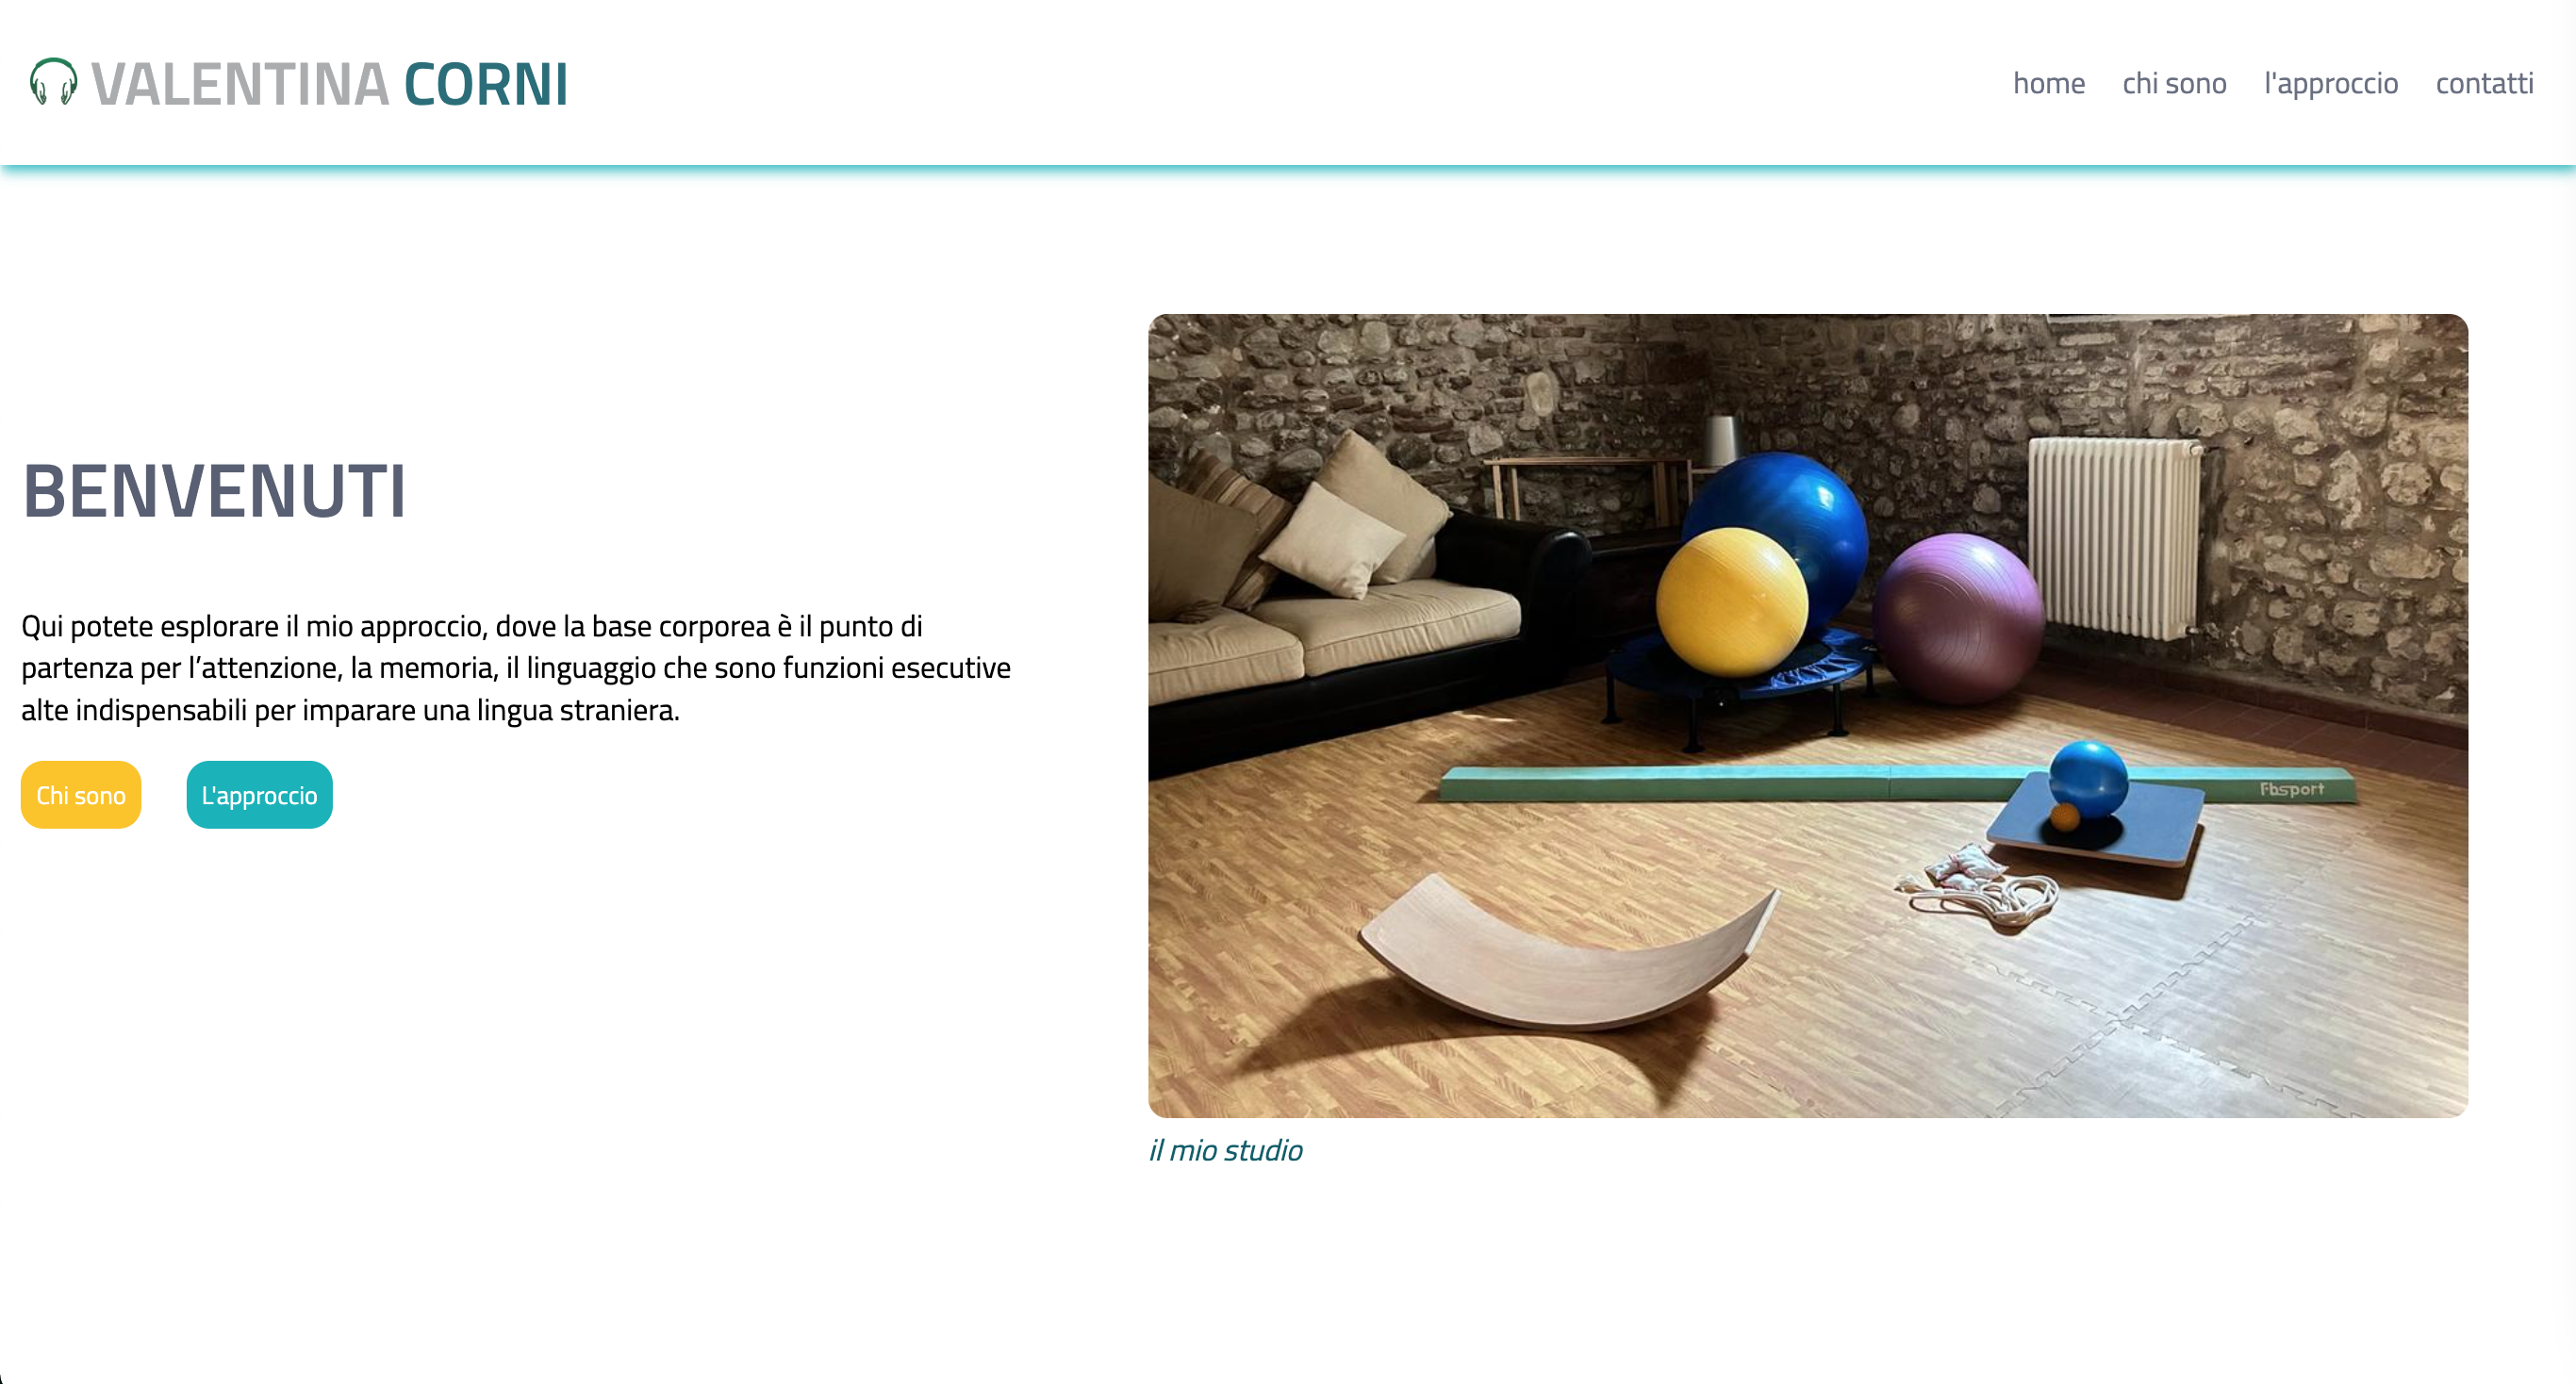 VALENTINA CORNI
home chi sono l'approccio contatti
BENVENUTI
Qui potete esplorare il mio approccio, dove la base corporea è il punto di
partenza per l’attenzione, la memoria, il linguaggio che sono funzioni esecutive
alte indispensabili per imparare una lingua straniera.
Chi sono L'approccio
Fbsport
il mio studio